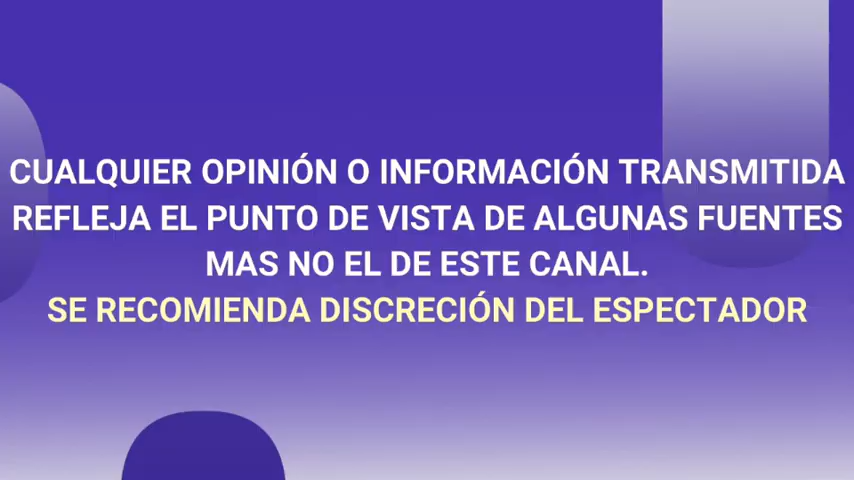 CUALQUIER OPINIÓN O INFORMACIÓN TRANSMITIDA
REFLEJA EL PUNTO DE VISTA DE ALGUNAS FUENTES
MAS NO EL DE ESTE CANAL.
SE RECOMIENDA DISCRECIÓN DEL ESPECTADOR